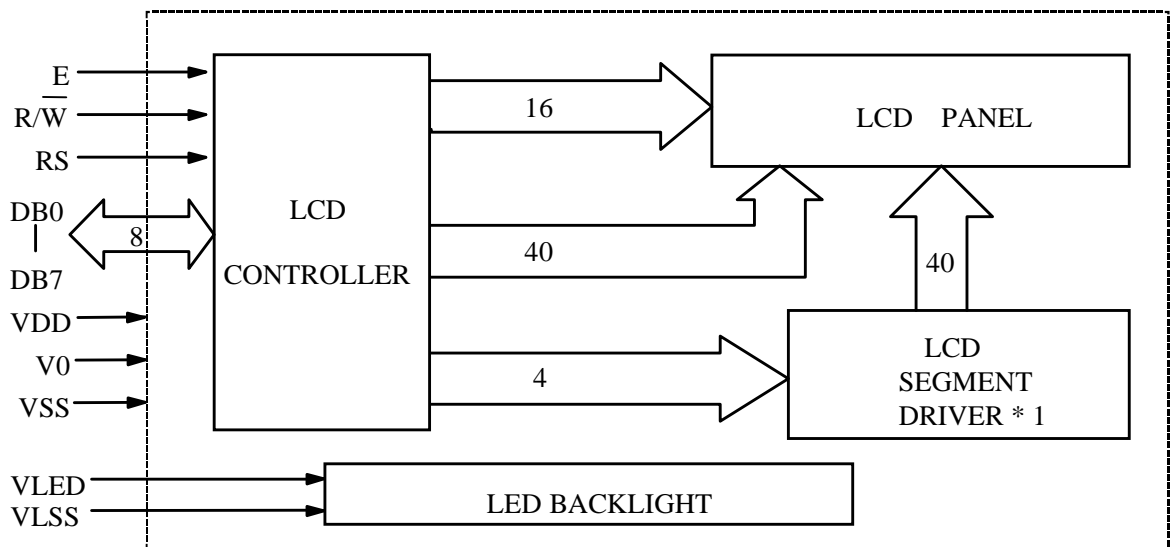 E
R/W̅
RS
DB0
DB7
VDD
V0
VSS
VLED
VLSS
8
LCD
CONTROLLER
16
40
4
LCD PANEL
40
LCD
SEGMENT
DRIVER * 1
LED BACKLIGHT